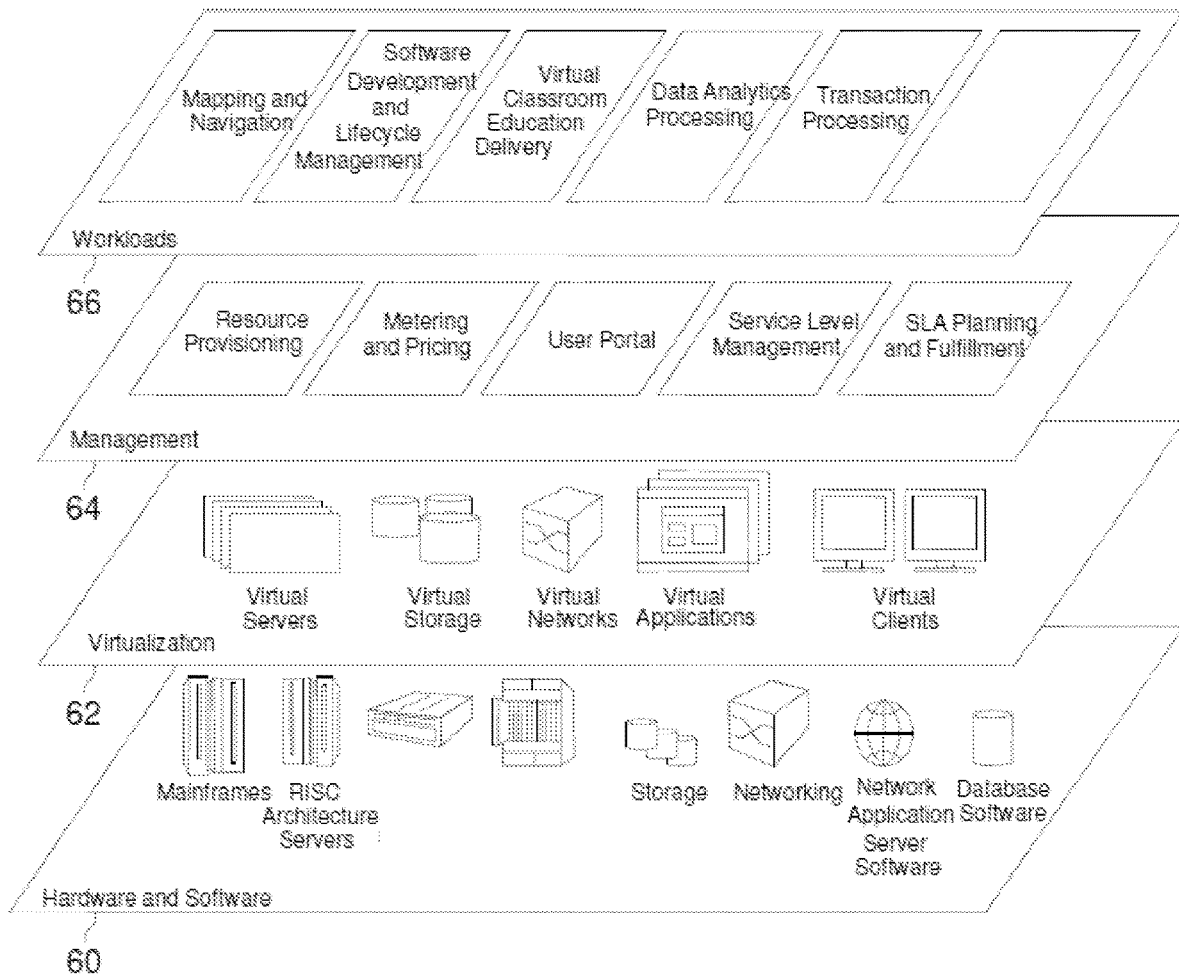 Mapping and
Navigation
Software
Development
and
Lifecycle
Management
Virtual
Classroom
Education
Delivery
Data Analytics
Processing
Transaction
Processing
Workloads
66
Resource
Provisioning
Metering
and Pricing
User Portal
Service Level
Management
SLA Planning
and Fulfillment
Management
64
Virtual
Servers
Virtual
Storage
Virtual
Networks
Virtual
Applications
Virtual
Clients
Virtualization
62
Mainframes
RISC
Architecture
Servers
Storage
Networking
Network
Application
Server
Software
Database
Software
Hardware and Software
60